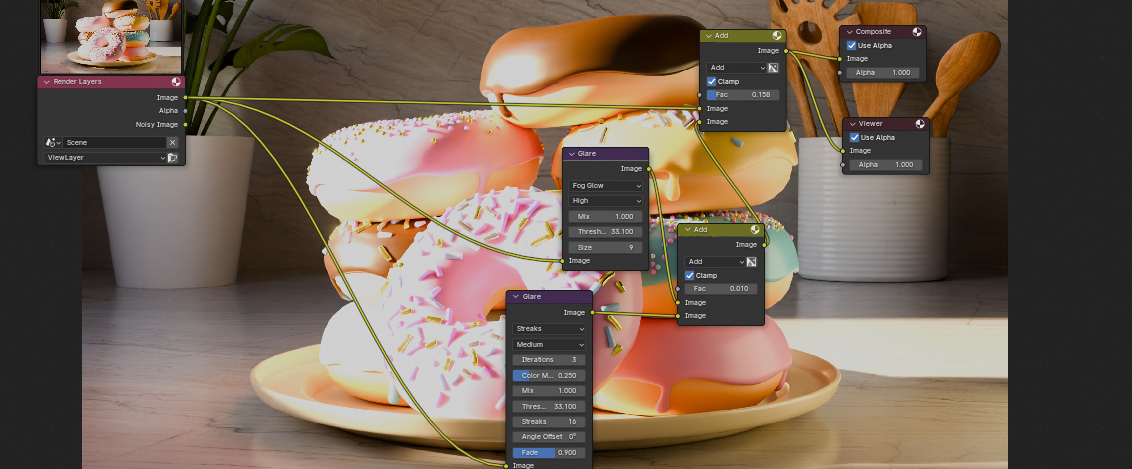 Render Layers
Image
Alpha
Noisy Image
Scene
ViewLayer
Glare
Image
Fog Glow
High
Mix 1.000
Thresh... 33.100
Size 9
Image
Glare
Image
Streaks
Medium
Iterations 3
Color M... 0.250
Mix 1.000
Thres... 33.100
Streaks 16
Angle Offset 0°
Fade 0.900
Image
Add
Image
Add
Clamp
Fac 0.010
Image
Image
Add
Image
Add
Clamp
Fac 0.158
Image
Image
Composite
Use Alpha
Image
Alpha 1.000
Viewer
Use Alpha
Image
Alpha 1.000